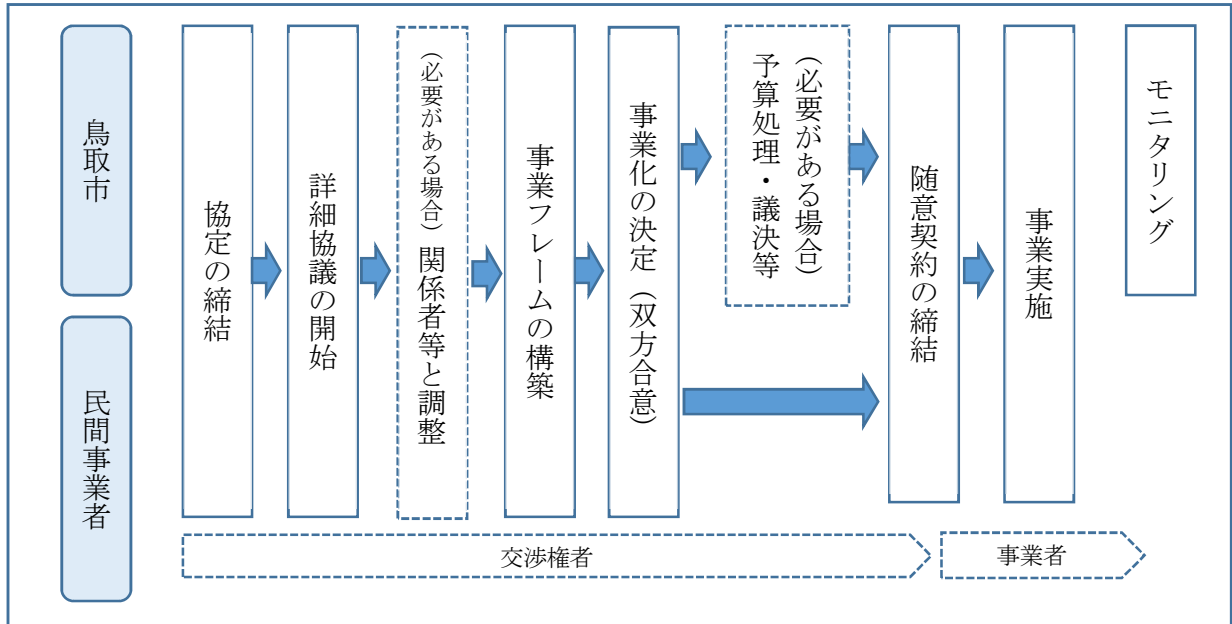 鳥取市
民間事業者
協定の締結
詳細協議の開始
（必要がある場合）関係者等と調整
事業フレームの構築
事業化の決定（双方合意）
（必要がある場合）
予算処理・議決等
随意契約の締結
事業実施
モニタリング
交渉権者
事業者